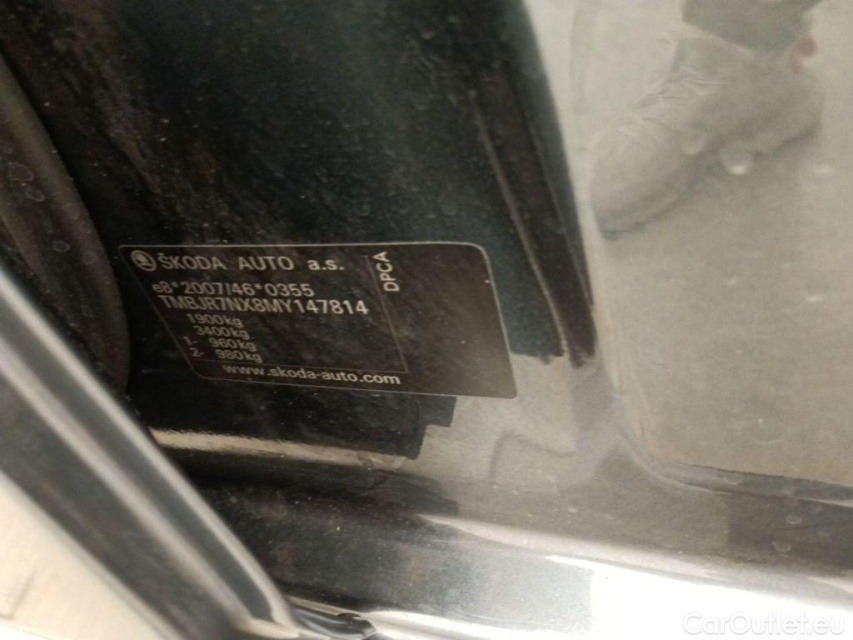 ŠKODA AUTO a.s.
DPCA
e8*2007/46*0355
TMBJR7NX8MY147814
1900kg
3400kg
1- 960kg
2- 980kg
www.skoda-auto.com
CarOutlet.eu